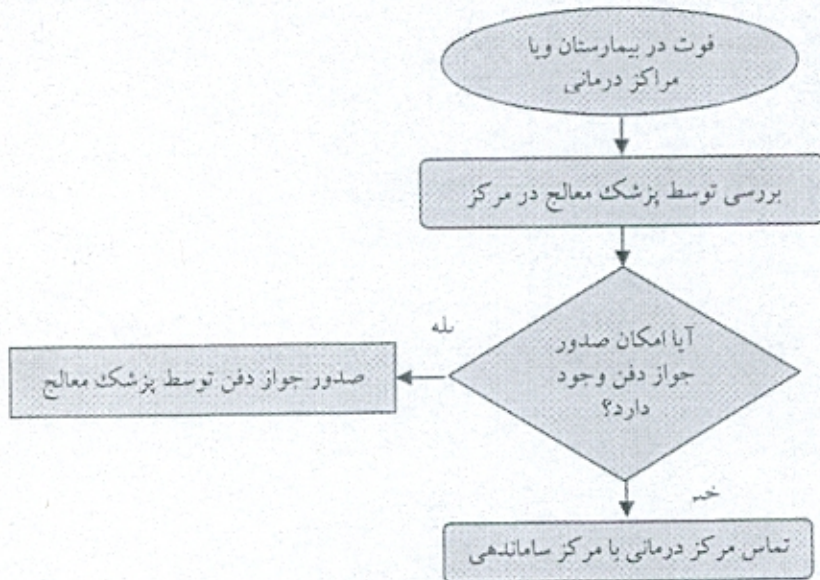 فوت در بیمارستان ویا
مراکز درمانی
بررسی توسط پزشک معالج در مرکز
آیا امکان صدور
جواز دفن وجود
دارد؟
بله
صدور جواز دفن توسط پزشک معالج
تماس مرکز درمانی با مرکز ساماندهی